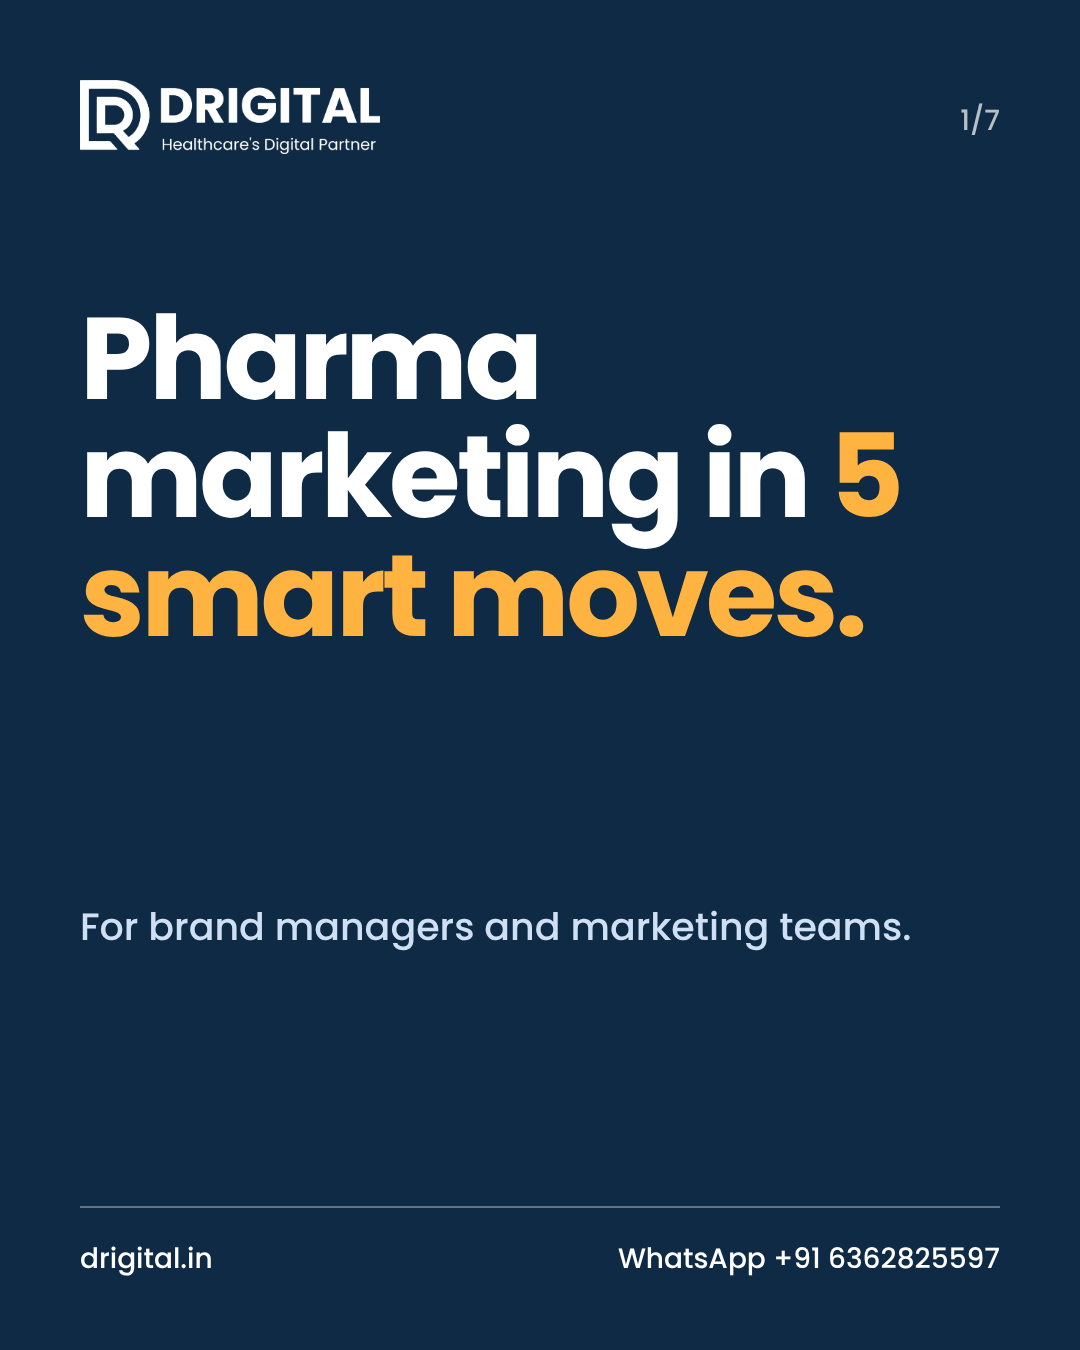 DRIGITAL
Healthcare's Digital Partner
1/7
Pharma
marketing in 5
smart moves.
For brand managers and marketing teams.
drigital.in
WhatsApp +91 6362825597